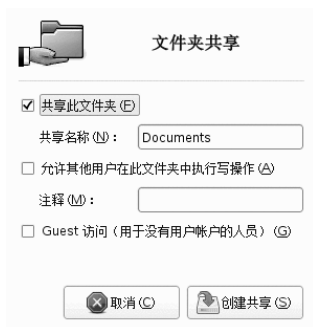 文件夹共享
共享此文件夹(F)
共享名称(N)： Documents
允许其他用户在此文件夹中执行写操作(A)
注释(M)：
Guest 访问（用于没有用户帐户的人员）(G)
取消(C) 创建共享(S)